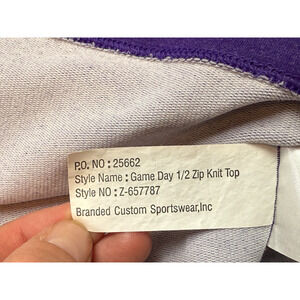 P.O. NO : 25662
Style Name : Game Day 1/2 Zip Knit Top
Style NO : Z-657787
Branded Custom Sportswear,Inc